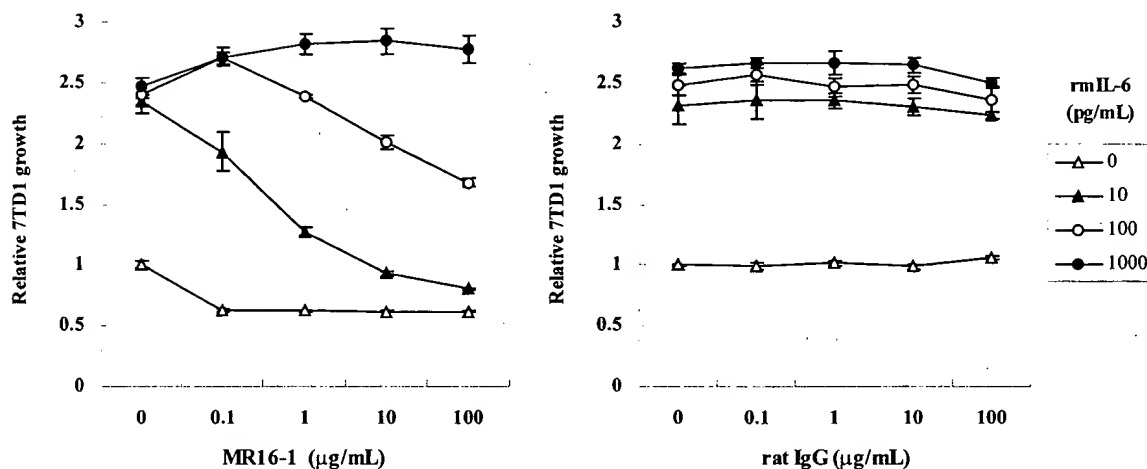 3
2.5
2
1.5
1
0.5
0
Relative 7TD1 growth
0 0.1 1 10 100
MR16-1 (μg/mL)
3
2.5
2
1.5
1
0.5
0
Relative 7TD1 growth
0 0.1 1 10 100
rat IgG (μg/mL)
rmIL-6
(pg/mL)
0
10
100
1000